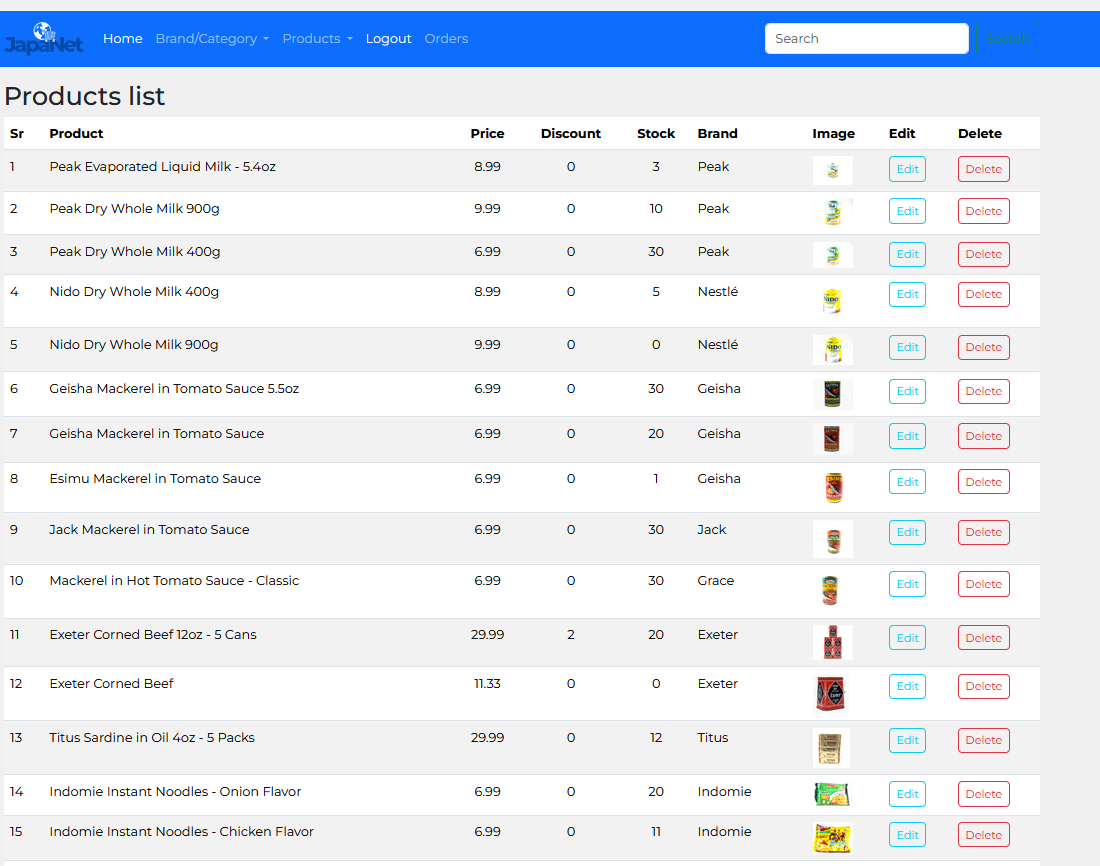 JapaNet Home Brand/Category Products Logout Orders Search Search
Products list
Sr Product Price Discount Stock Brand Image Edit Delete
1 Peak Evaporated Liquid Milk - 5.4oz 8.99 0 3 Peak Edit Delete
2 Peak Dry Whole Milk 900g 9.99 0 10 Peak Edit Delete
3 Peak Dry Whole Milk 400g 6.99 0 30 Peak Edit Delete
4 Nido Dry Whole Milk 400g 8.99 0 5 Nestlé NIDO Edit Delete
5 Nido Dry Whole Milk 900g 9.99 0 0 Nestlé NIDO Edit Delete
6 Geisha Mackerel in Tomato Sauce 5.5oz 6.99 0 30 Geisha Edit Delete
7 Geisha Mackerel in Tomato Sauce 6.99 0 20 Geisha Edit Delete
8 Esimu Mackerel in Tomato Sauce 6.99 0 1 Geisha Edit Delete
9 Jack Mackerel in Tomato Sauce 6.99 0 30 Jack Edit Delete
10 Mackerel in Hot Tomato Sauce - Classic 6.99 0 30 Grace Edit Delete
11 Exeter Corned Beef 12oz - 5 Cans 29.99 2 20 Exeter Edit Delete
12 Exeter Corned Beef 11.33 0 0 Exeter Exeter Edit Delete
13 Titus Sardine in Oil 4oz - 5 Packs 29.99 0 12 Titus Edit Delete
14 Indomie Instant Noodles - Onion Flavor 6.99 0 20 Indomie Edit Delete
15 Indomie Instant Noodles - Chicken Flavor 6.99 0 11 Indomie Edit Delete